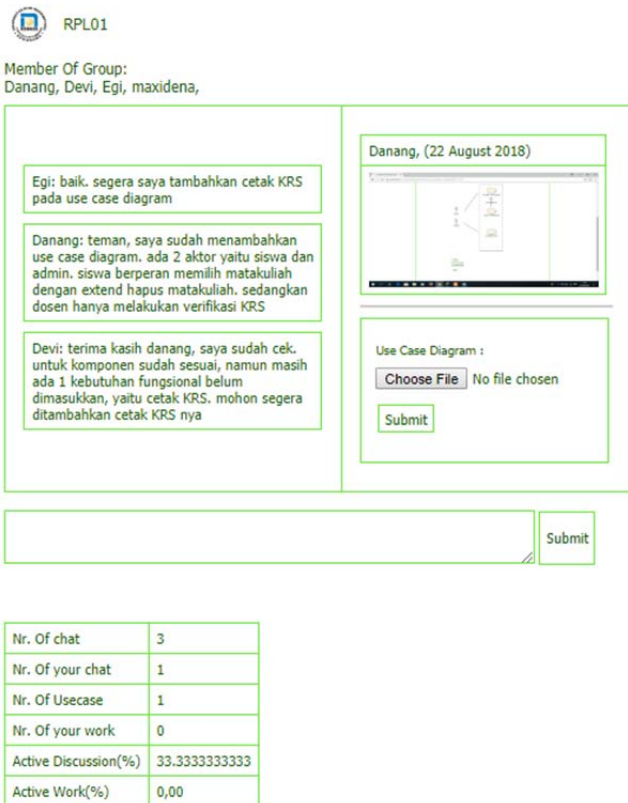 RPL01
Member Of Group:
Danang, Devi, Egi, maxidena,
Egi: baik. segera saya tambahkan cetak KRS
pada use case diagram
Danang: teman, saya sudah menambahkan
use case diagram. ada 2 aktor yaitu siswa dan
admin. siswa berperan memilih matakuliah
dengan extend hapus matakuliah. sedangkan
dosen hanya melakukan verifikasi KRS
Devi: terima kasih danang, saya sudah cek.
untuk komponen sudah sesuai, namun masih
ada 1 kebutuhan fungsional belum
dimasukkan, yaitu cetak KRS. mohon segera
ditambahkan cetak KRS nya
Danang, (22 August 2018)
Use Case Diagram :
Choose File No file chosen
Submit
Submit
Nr. Of chat 3
Nr. Of your chat 1
Nr. Of Usecase 1
Nr. Of your work 0
Active Discussion(%) 33.3333333333
Active Work(%) 0,00